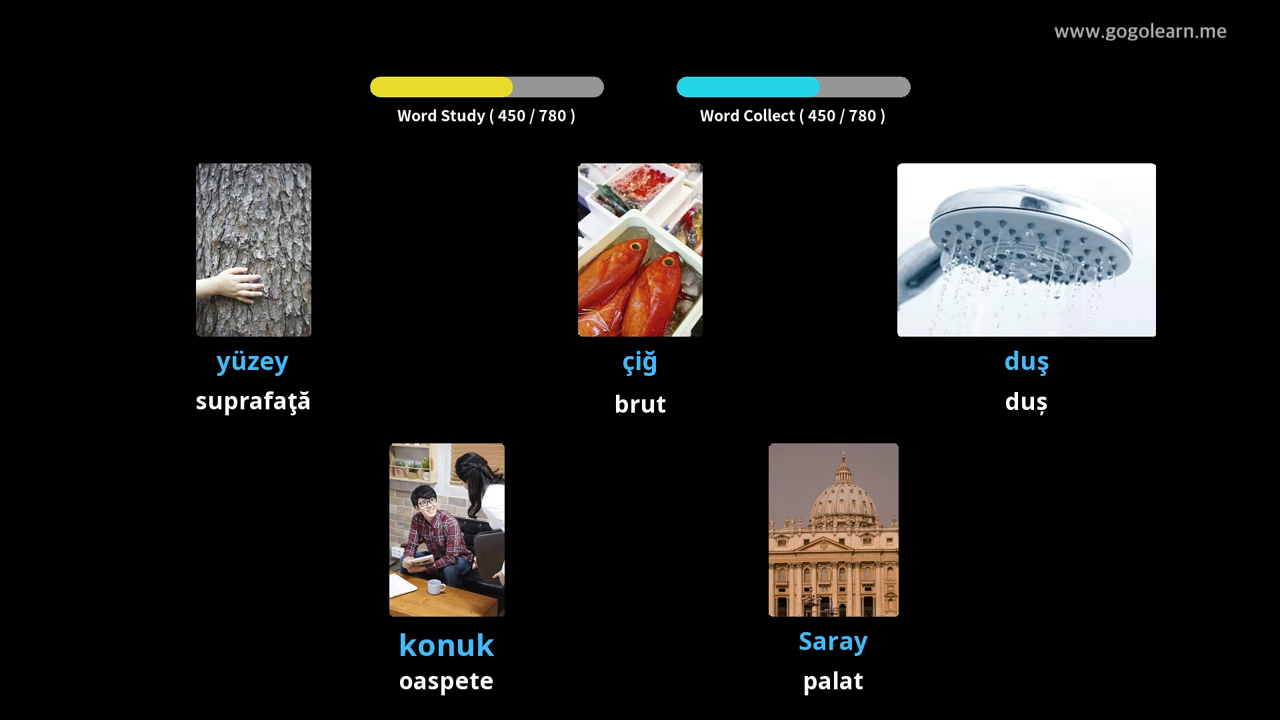 www.gogolearn.me
Word Study ( 450 / 780 )
Word Collect ( 450 / 780 )
yüzey
suprafaţă
çiğ
brut
duş
duș
konuk
oaspete
Saray
palat